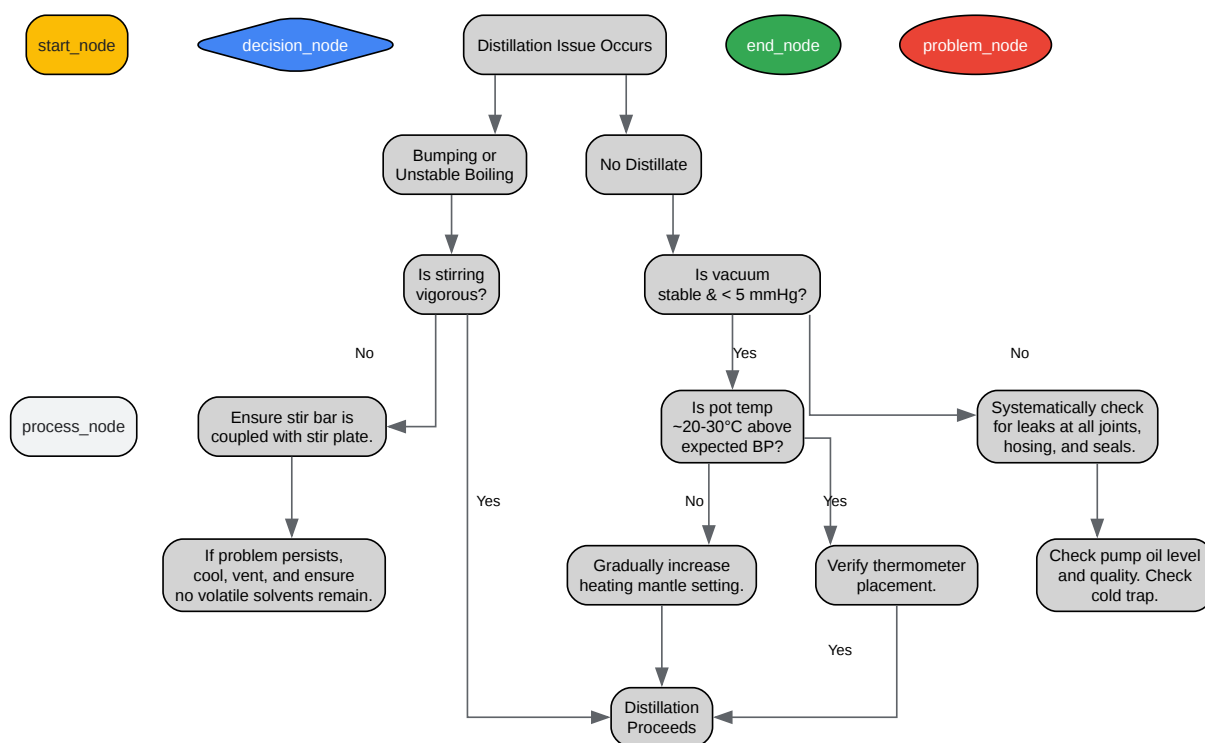 start_node
decision_node
Distillation Issue Occurs
end_node
problem_node
Bumping or
Unstable Boiling
No Distillate
Is stirring
vigorous?
Is vacuum
stable & < 5 mmHg?
No
Yes
No
process_node
Ensure stir bar is
coupled with stir plate.
Is pot temp
~20-30°C above
expected BP?
Systematically check
for leaks at all joints,
hosing, and seals.
Yes
No
Yes
If problem persists,
cool, vent, and ensure
no volatile solvents remain.
Gradually increase
heating mantle setting.
Verify thermometer
placement.
Check pump oil level
and quality. Check
cold trap.
Yes
Distillation
Proceeds